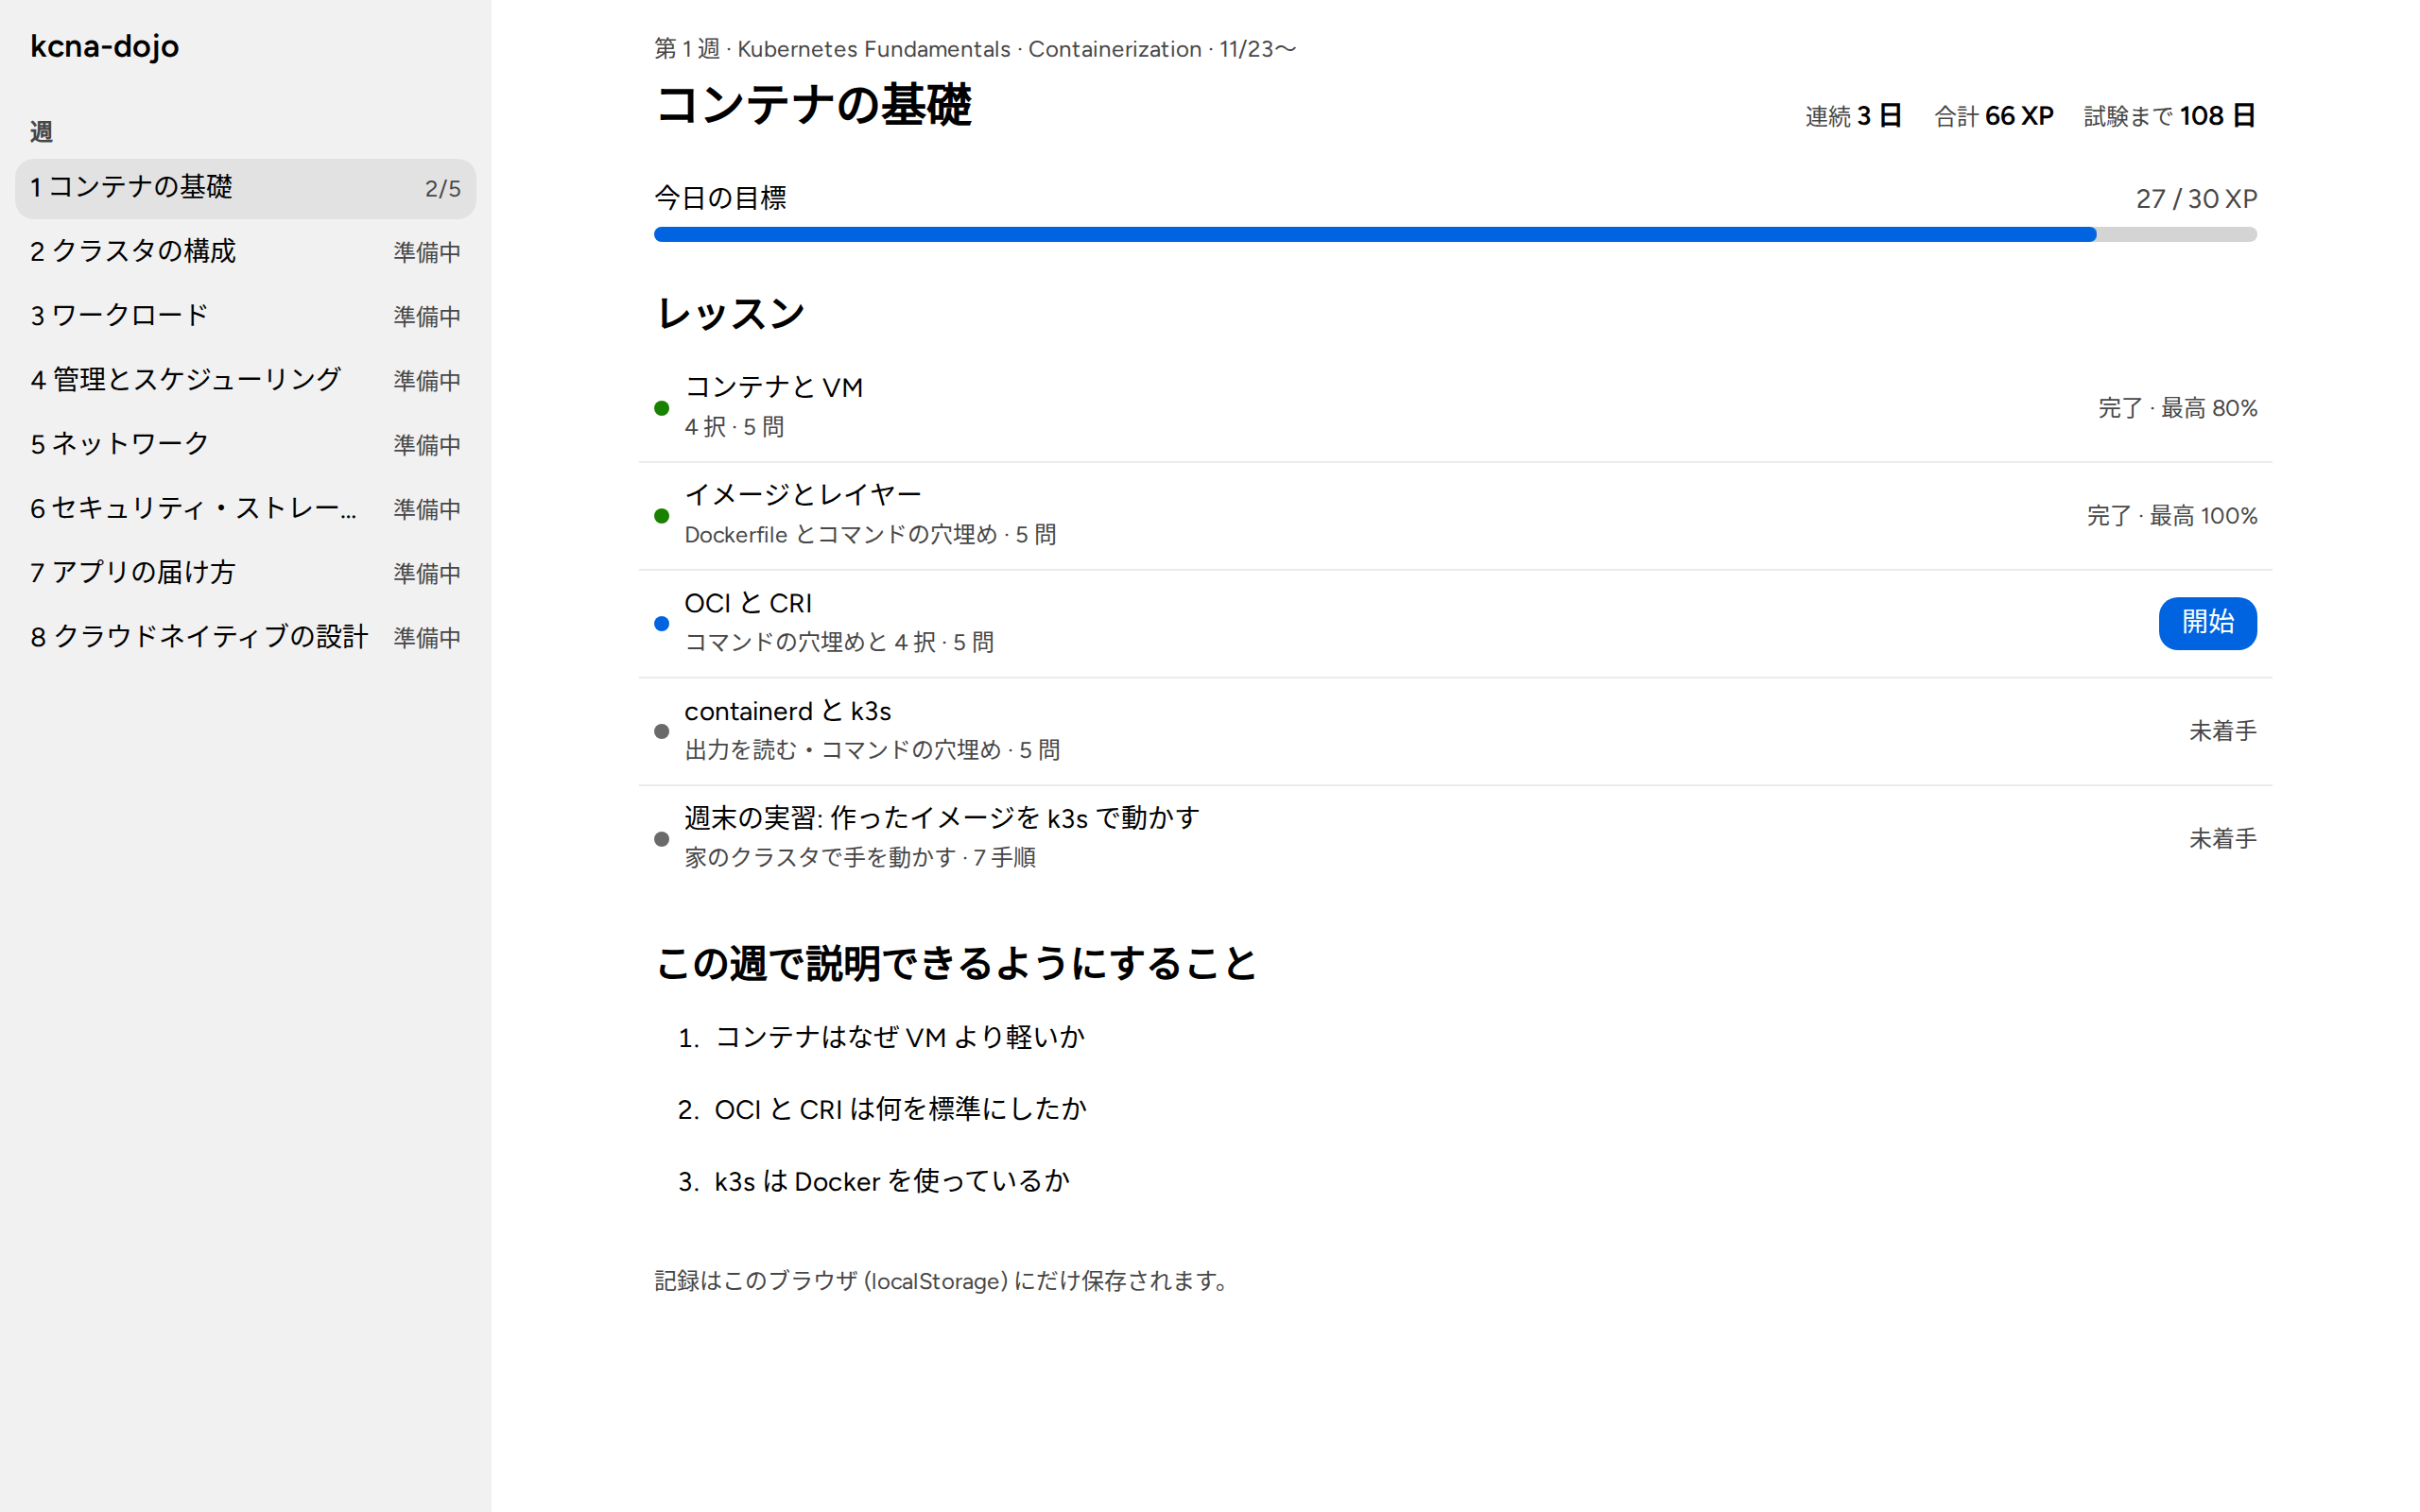 kcna-dojo
週
1 コンテナの基礎 2/5
2 クラスタの構成 準備中
3 ワークロード 準備中
4 管理とスケジューリング 準備中
5 ネットワーク 準備中
6 セキュリティ・ストレー... 準備中
7 アプリの届け方 準備中
8 クラウドネイティブの設計 準備中
第 1 週 · Kubernetes Fundamentals · Containerization · 11/23〜
コンテナの基礎
連続 3 日 合計 66 XP 試験まで 108 日
今日の目標 27 / 30 XP
レッスン
コンテナと VM
4 択 · 5 問
完了 · 最高 80%
イメージとレイヤー
Dockerfile とコマンドの穴埋め · 5 問
完了 · 最高 100%
OCI と CRI
コマンドの穴埋めと 4 択 · 5 問
開始
containerd と k3s
出力を読む・コマンドの穴埋め · 5 問
未着手
週末の実習: 作ったイメージを k3s で動かす
家のクラスタで手を動かす · 7 手順
未着手
この週で説明できるようにすること
1. コンテナはなぜ VM より軽いか
2. OCI と CRI は何を標準にしたか
3. k3s は Docker を使っているか
記録はこのブラウザ (localStorage) にだけ保存されます。